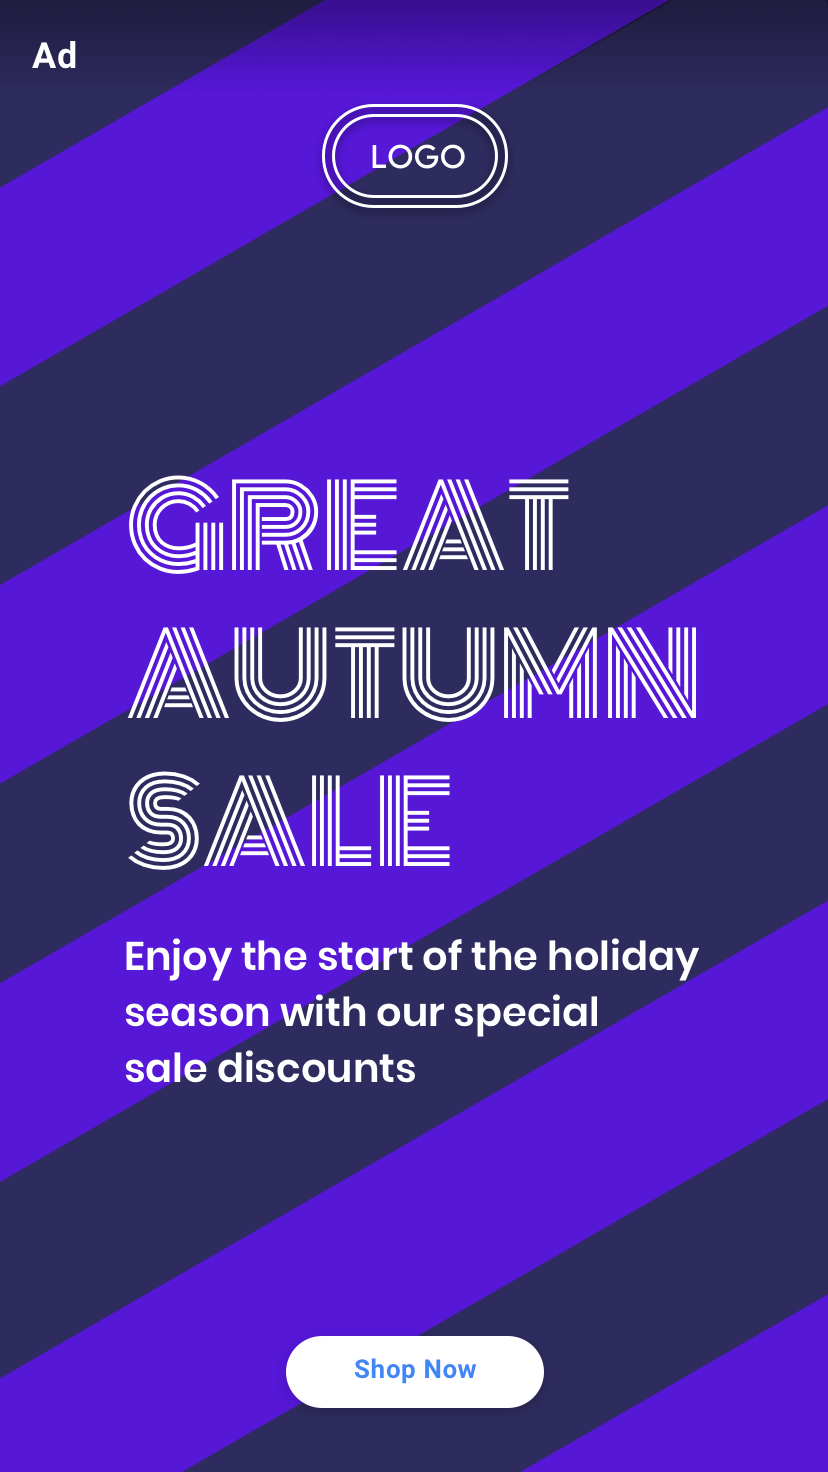 Ad
LOGO
GREAT
AUTUMN
SALE
Enjoy the start of the holiday
season with our special
sale discounts
Shop Now